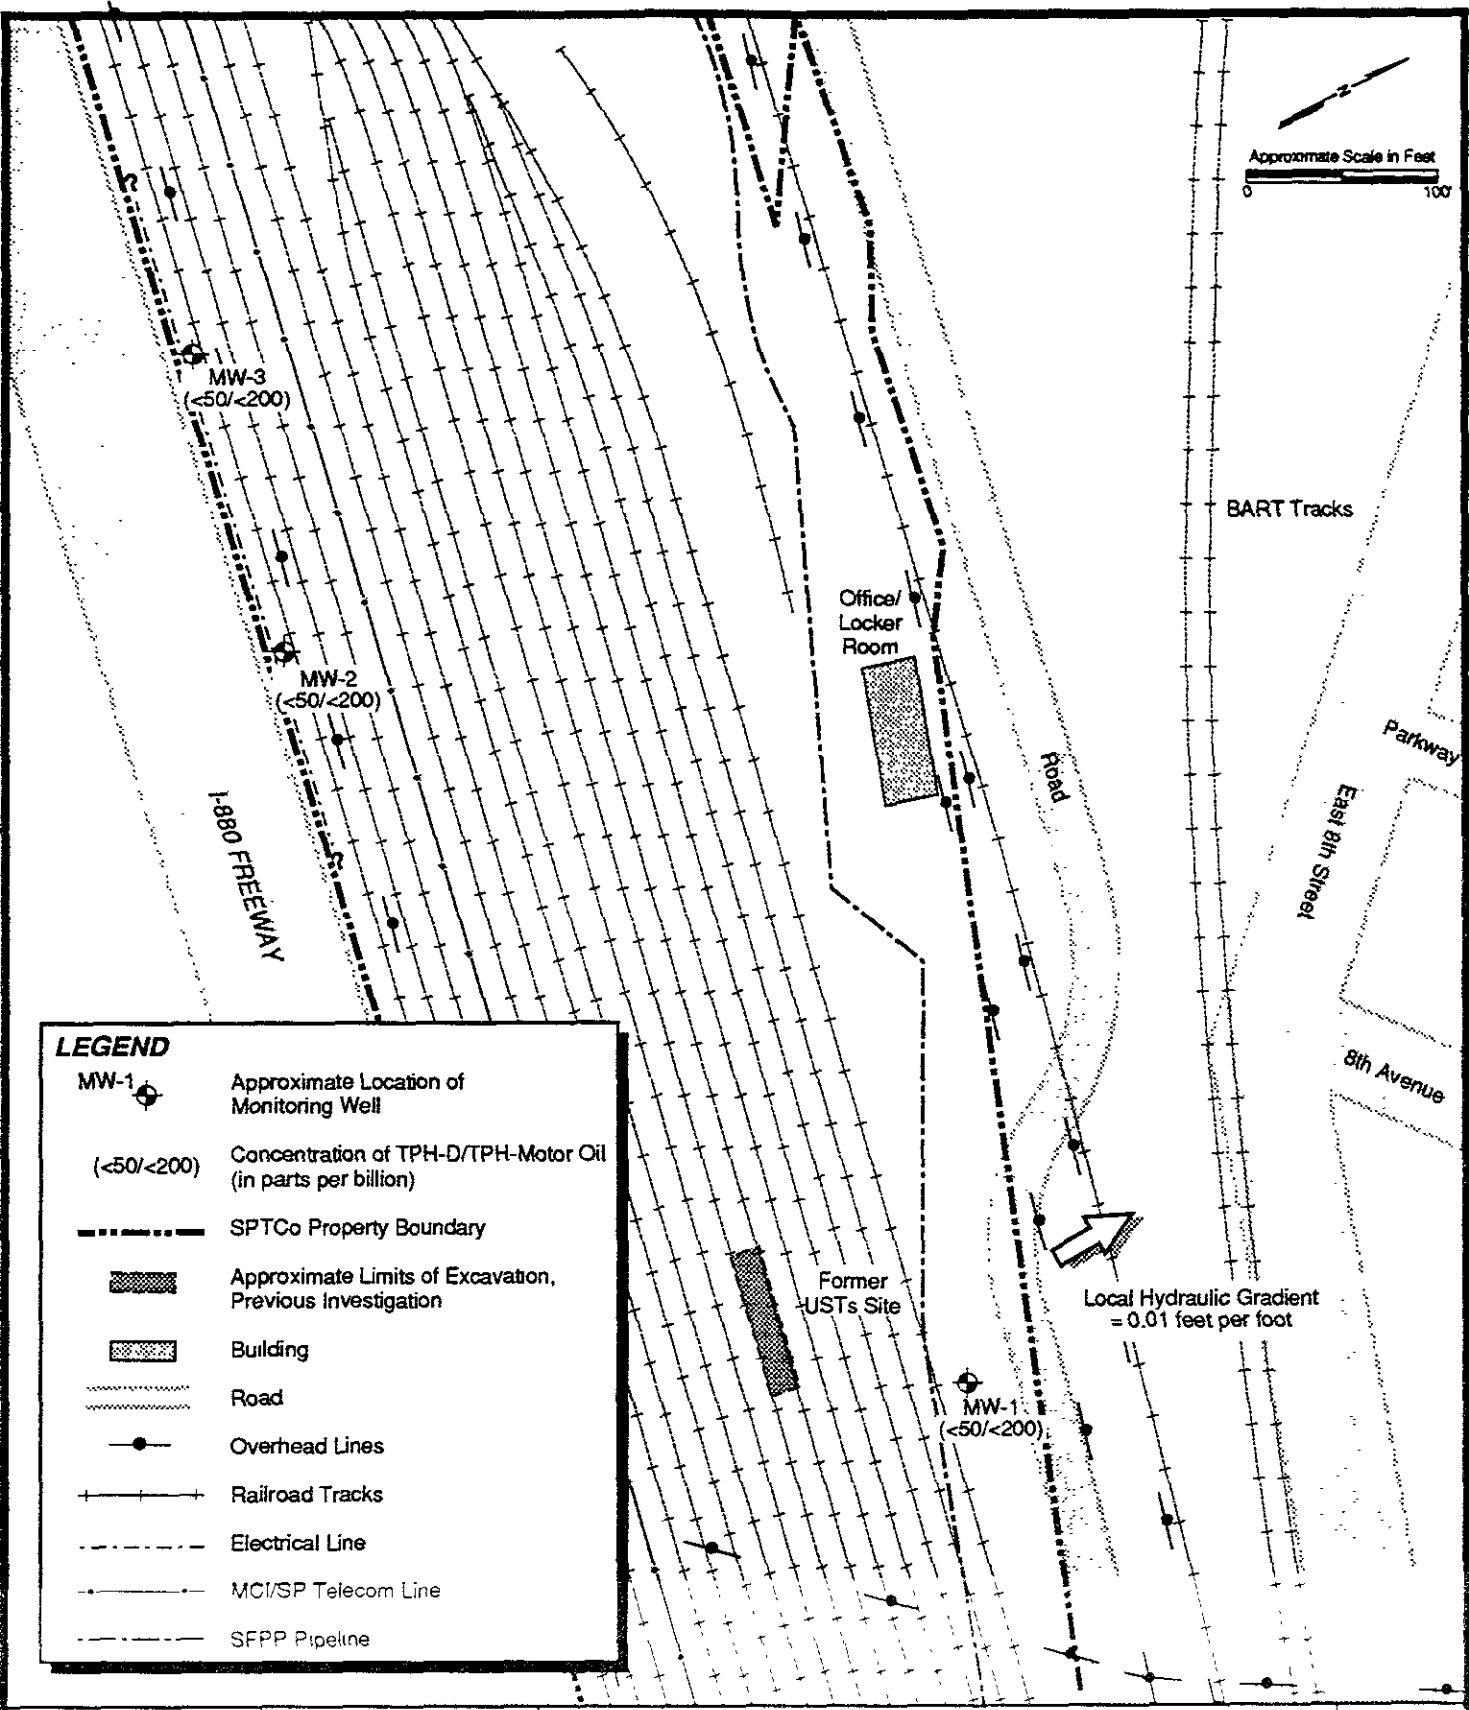 N
Approximate Scale in Feet
0 100'
MW-3
(<50/<200)
BART Tracks
Office/
Locker
Room
MW-2
(<50/<200)
Parkway
Road
East 8th Street
I-880 FREEWAY
8th Avenue
Former
USTs Site
Local Hydraulic Gradient
= 0.01 feet per foot
MW-1
(<50/<200)
LEGEND
MW-1 Approximate Location of
Monitoring Well
(<50/<200) Concentration of TPH-D/TPH-Motor Oil
(in parts per billion)
SPTCo Property Boundary
Approximate Limits of Excavation,
Previous Investigation
Building
Road
Overhead Lines
Railroad Tracks
Electrical Line
MCI/SP Telecom Line
SFPP Pipeline